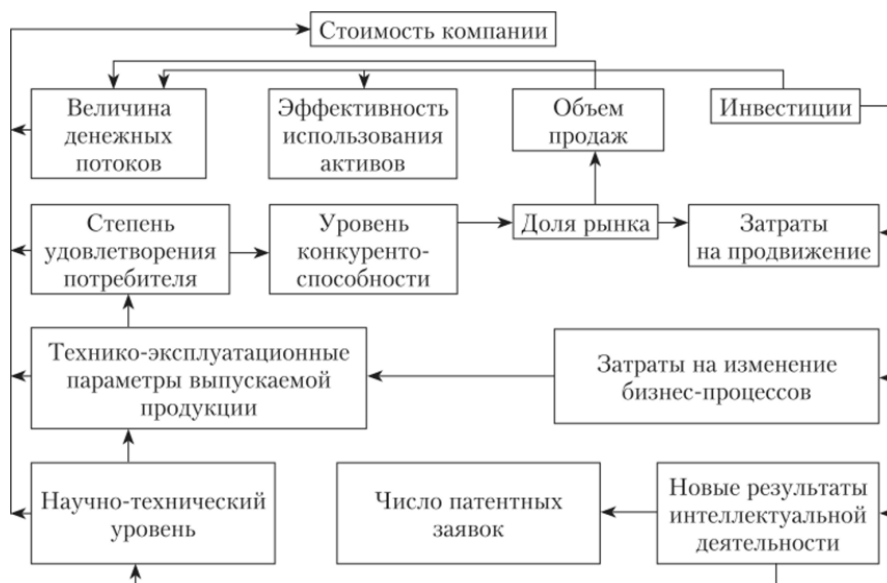 Стоимость компании
Величина
денежных
потоков
Эффективность
использования
активов
Объем
продаж
Инвестиции
Степень
удовлетворения
потребителя
Уровень
конкуренто-
способности
Доля рынка
Затраты
на продвижение
Технико-эксплуатационные
параметры выпускаемой
продукции
Затраты на изменение
бизнес-процессов
Научно-технический
уровень
Число патентных
заявок
Новые результаты
интеллектуальной
деятельности